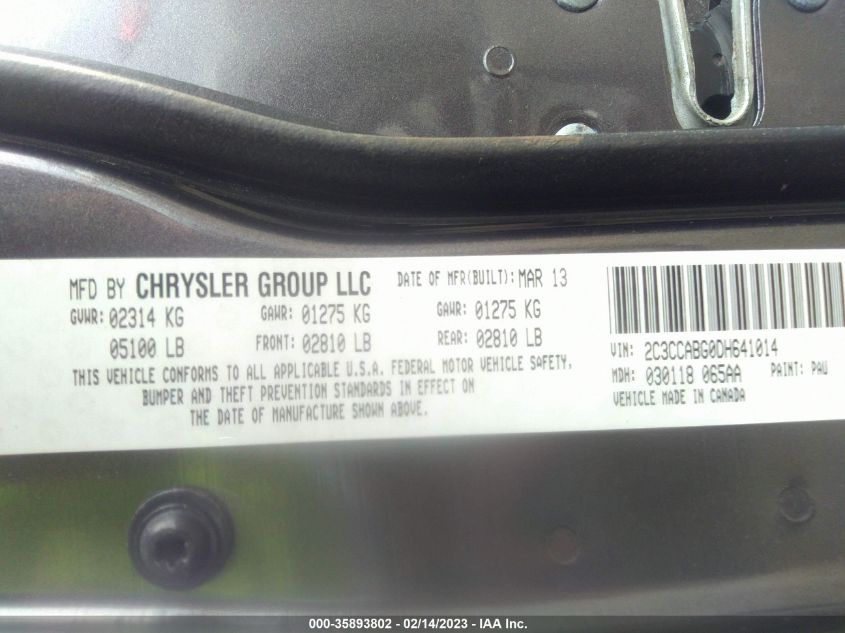 MFD BY CHRYSLER GROUP LLC DATE OF MFR(BUILT): MAR 13
GVWR: 02314 KG GAWR: 01275 KG GAWR: 01275 KG
05100 LB FRONT: 02810 LB REAR: 02810 LB
THIS VEHICLE CONFORMS TO ALL APPLICABLE U.S.A. FEDERAL MOTOR VEHICLE SAFETY,
BUMPER AND THEFT PREVENTION STANDARDS IN EFFECT ON
THE DATE OF MANUFACTURE SHOWN ABOVE.
VIN: 2C3CCABG0DH641014
MDH: 030118 065AA PAINT: PAU
VEHICLE MADE IN CANADA
000-35893802 - 02/14/2023 - IAA Inc.